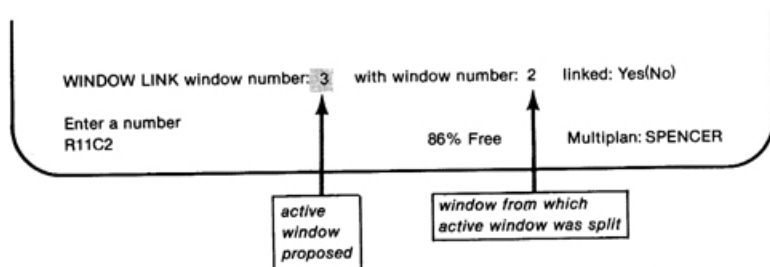 WINDOW LINK window number: 3 with window number: 2 linked: Yes(No)
Enter a number
R11C2 86% Free Multiplan: SPENCER
active
window
proposed
window from which
active window was split